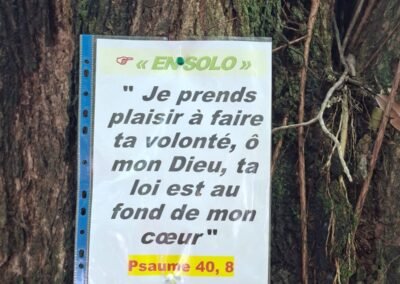 ☞ « EN SOLO »
" Je prends
plaisir à faire
ta volonté, ô
mon Dieu, ta
loi est au
fond de mon
cœur "
Psaume 40, 8